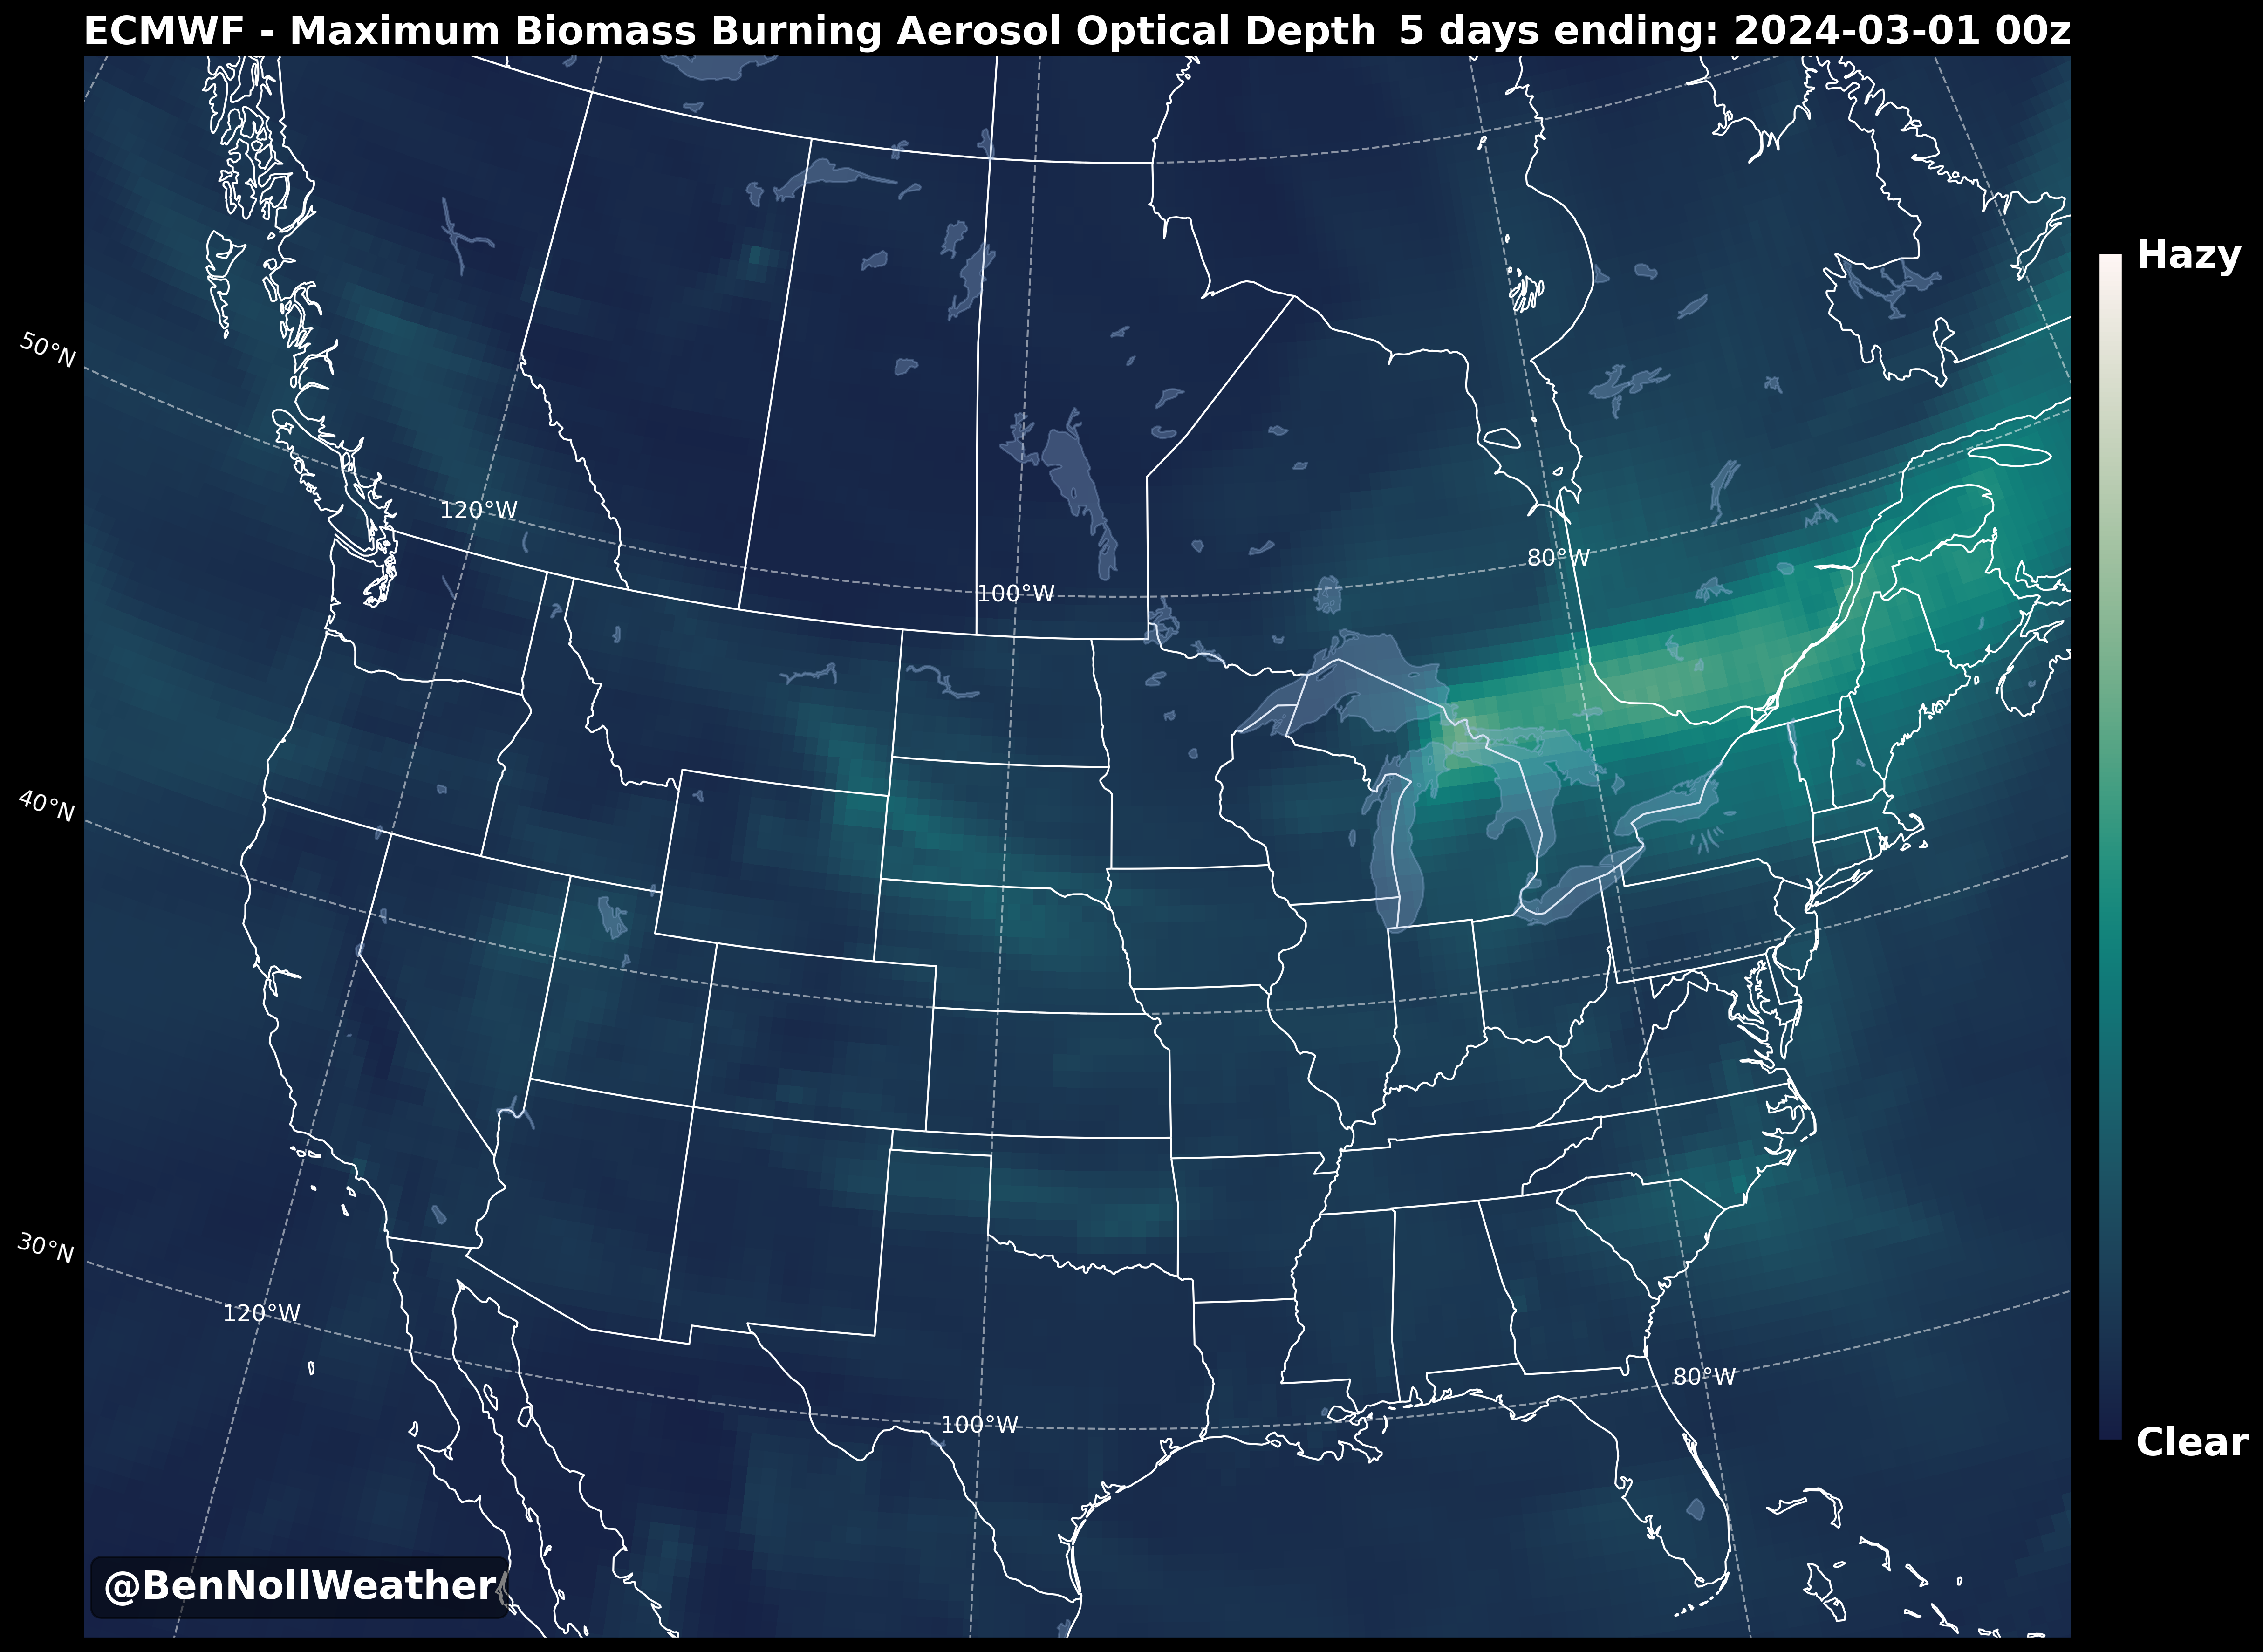 ECMWF - Maximum Biomass Burning Aerosol Optical Depth 5 days ending: 2024-03-01 00z
Hazy
50°N
120°W
80°W
100°W
40°N
30°N
120°W
80°W
100°W
Clear
@BenNollWeather